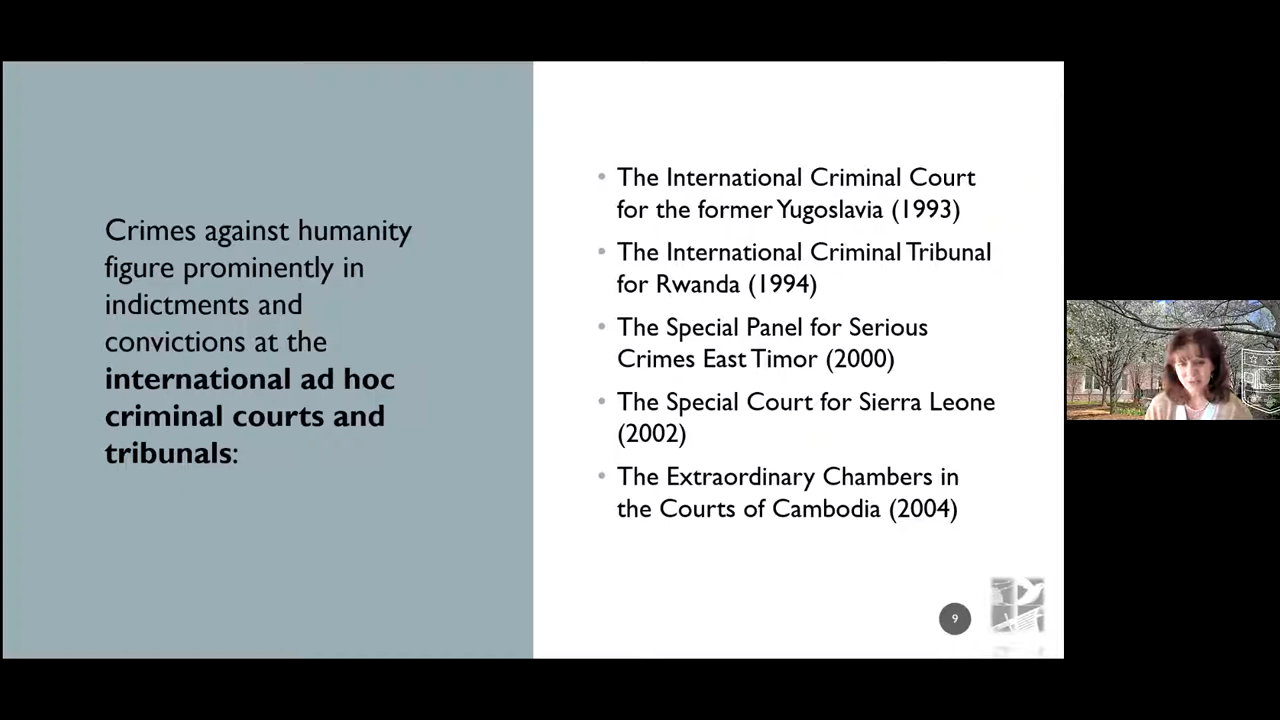 Crimes against humanity
figure prominently in
indictments and
convictions at the
international ad hoc
criminal courts and
tribunals:
• The International Criminal Court
for the former Yugoslavia (1993)
• The International Criminal Tribunal
for Rwanda (1994)
• The Special Panel for Serious
Crimes East Timor (2000)
• The Special Court for Sierra Leone
(2002)
• The Extraordinary Chambers in
the Courts of Cambodia (2004)
9